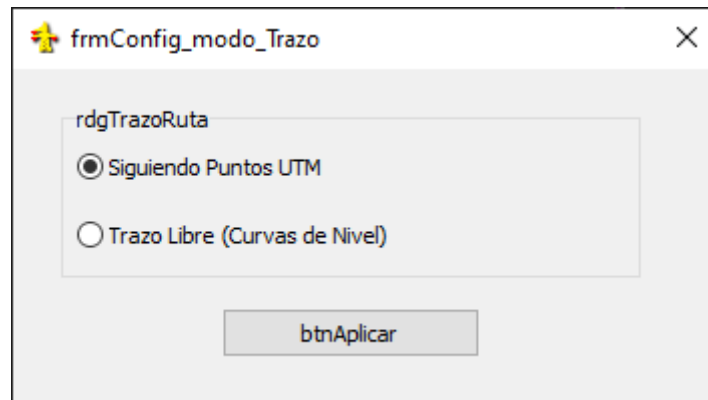 frmConfig_modo_Trazo
rdgTrazoRuta
Siguiendo Puntos UTM
Trazo Libre (Curvas de Nivel)
btnAplicar